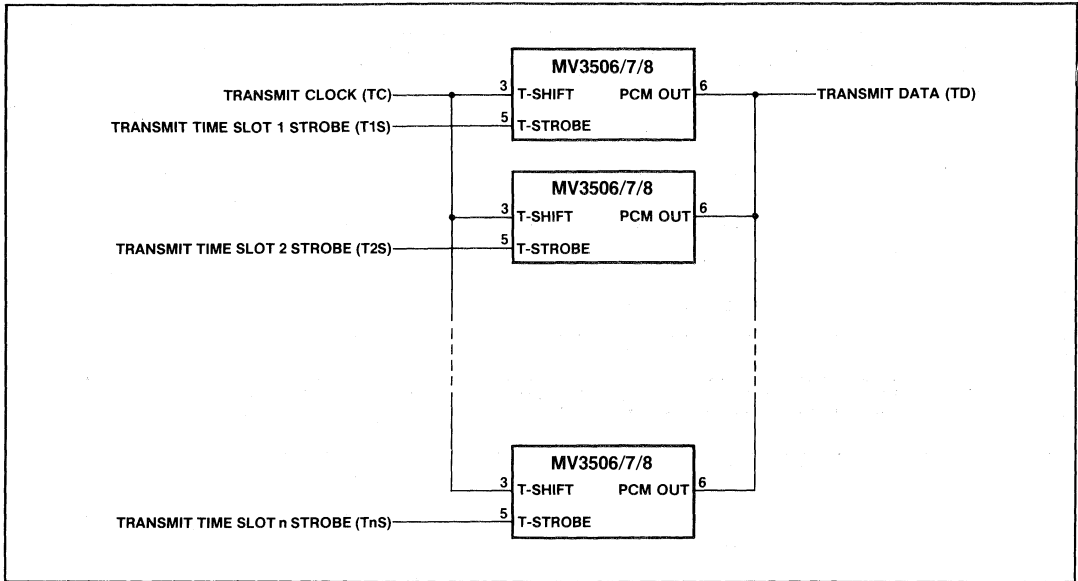 MV3506/7/8
TRANSMIT CLOCK (TC) 3 T-SHIFT PCM OUT 6 TRANSMIT DATA (TD)
TRANSMIT TIME SLOT 1 STROBE (T1S) 5 T-STROBE
MV3506/7/8
3 T-SHIFT PCM OUT 6
TRANSMIT TIME SLOT 2 STROBE (T2S) 5 T-STROBE
MV3506/7/8
3 T-SHIFT PCM OUT 6
TRANSMIT TIME SLOT n STROBE (TnS) 5 T-STROBE